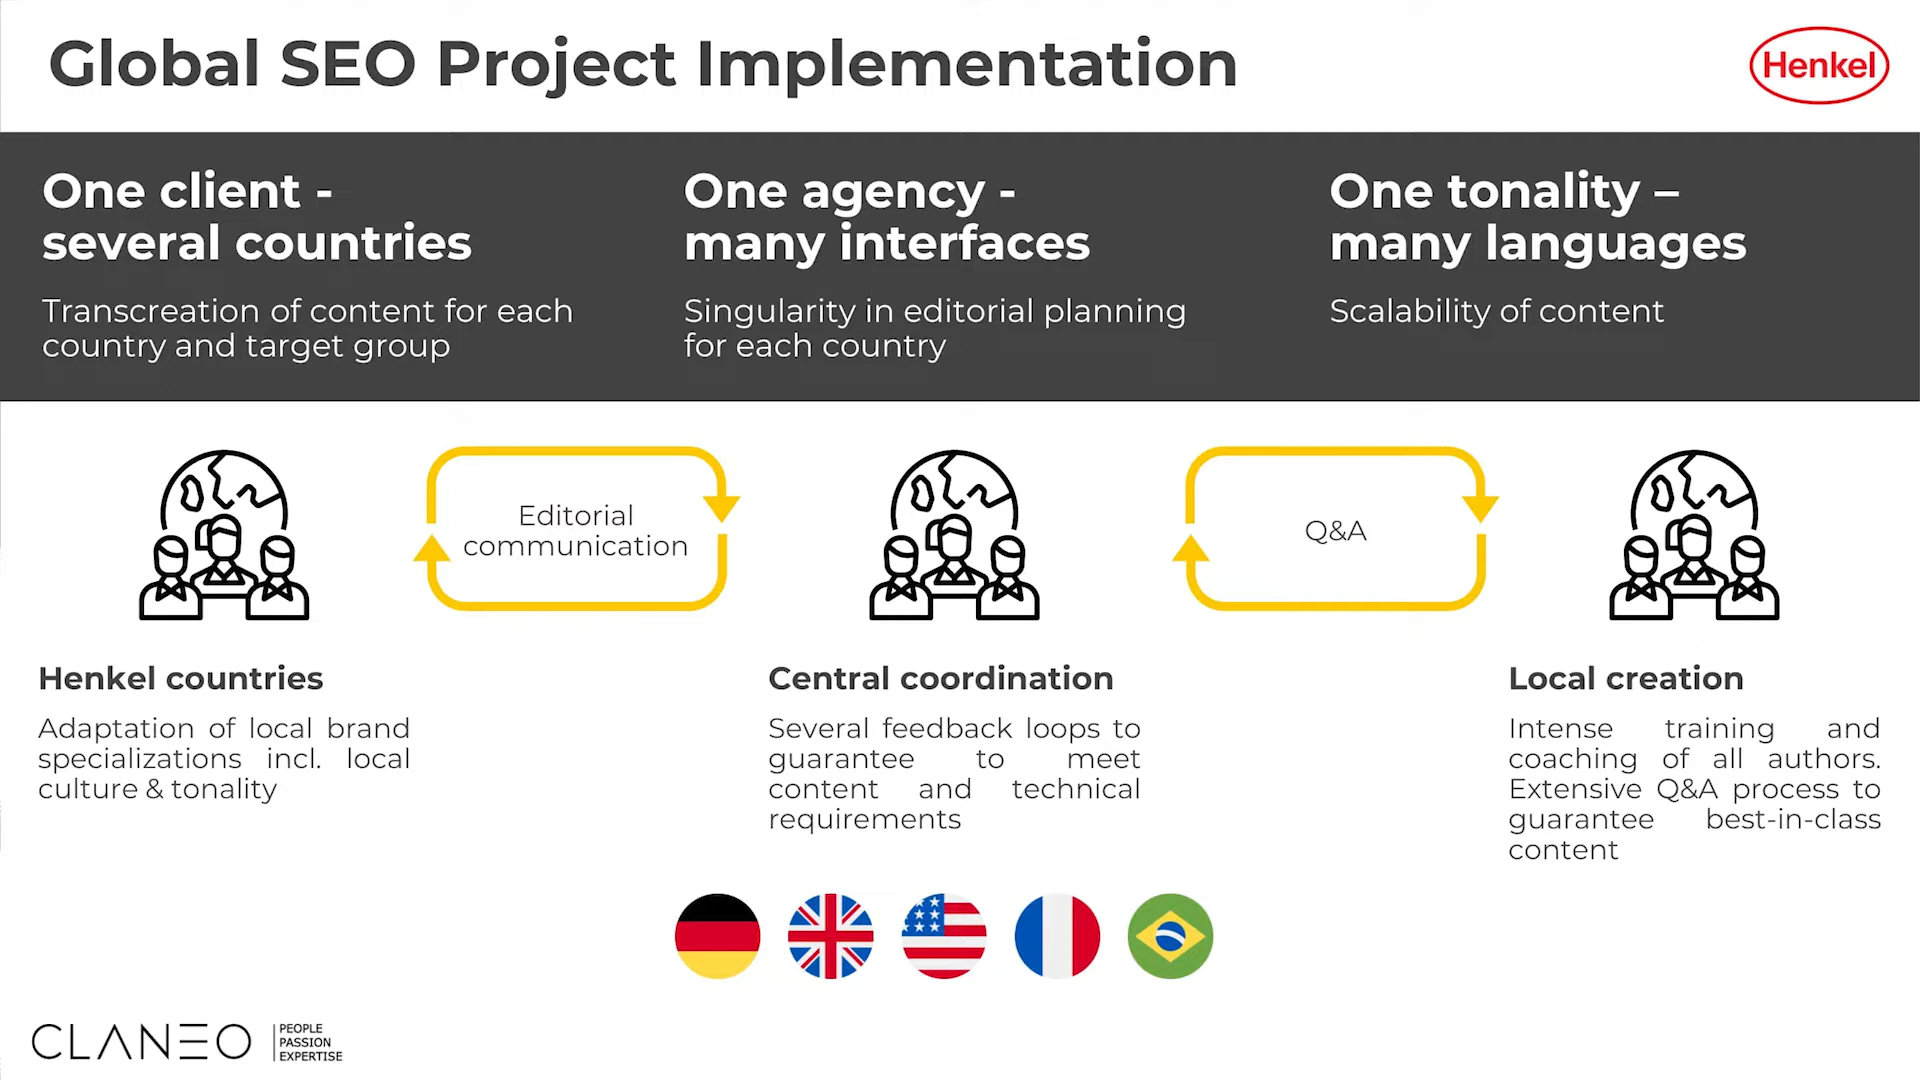 Global SEO Project Implementation
Henkel
One client -
several countries
Transcreation of content for each
country and target group
One agency -
many interfaces
Singularity in editorial planning
for each country
One tonality –
many languages
Scalability of content
Editorial
communication
Q&A
Henkel countries
Adaptation of local brand
specializations incl. local
culture & tonality
Central coordination
Several feedback loops to
guarantee to meet
content and technical
requirements
Local creation
Intense training and
coaching of all authors.
Extensive Q&A process to
guarantee best-in-class
content
CLANEO
PEOPLE
PASSION
EXPERTISE